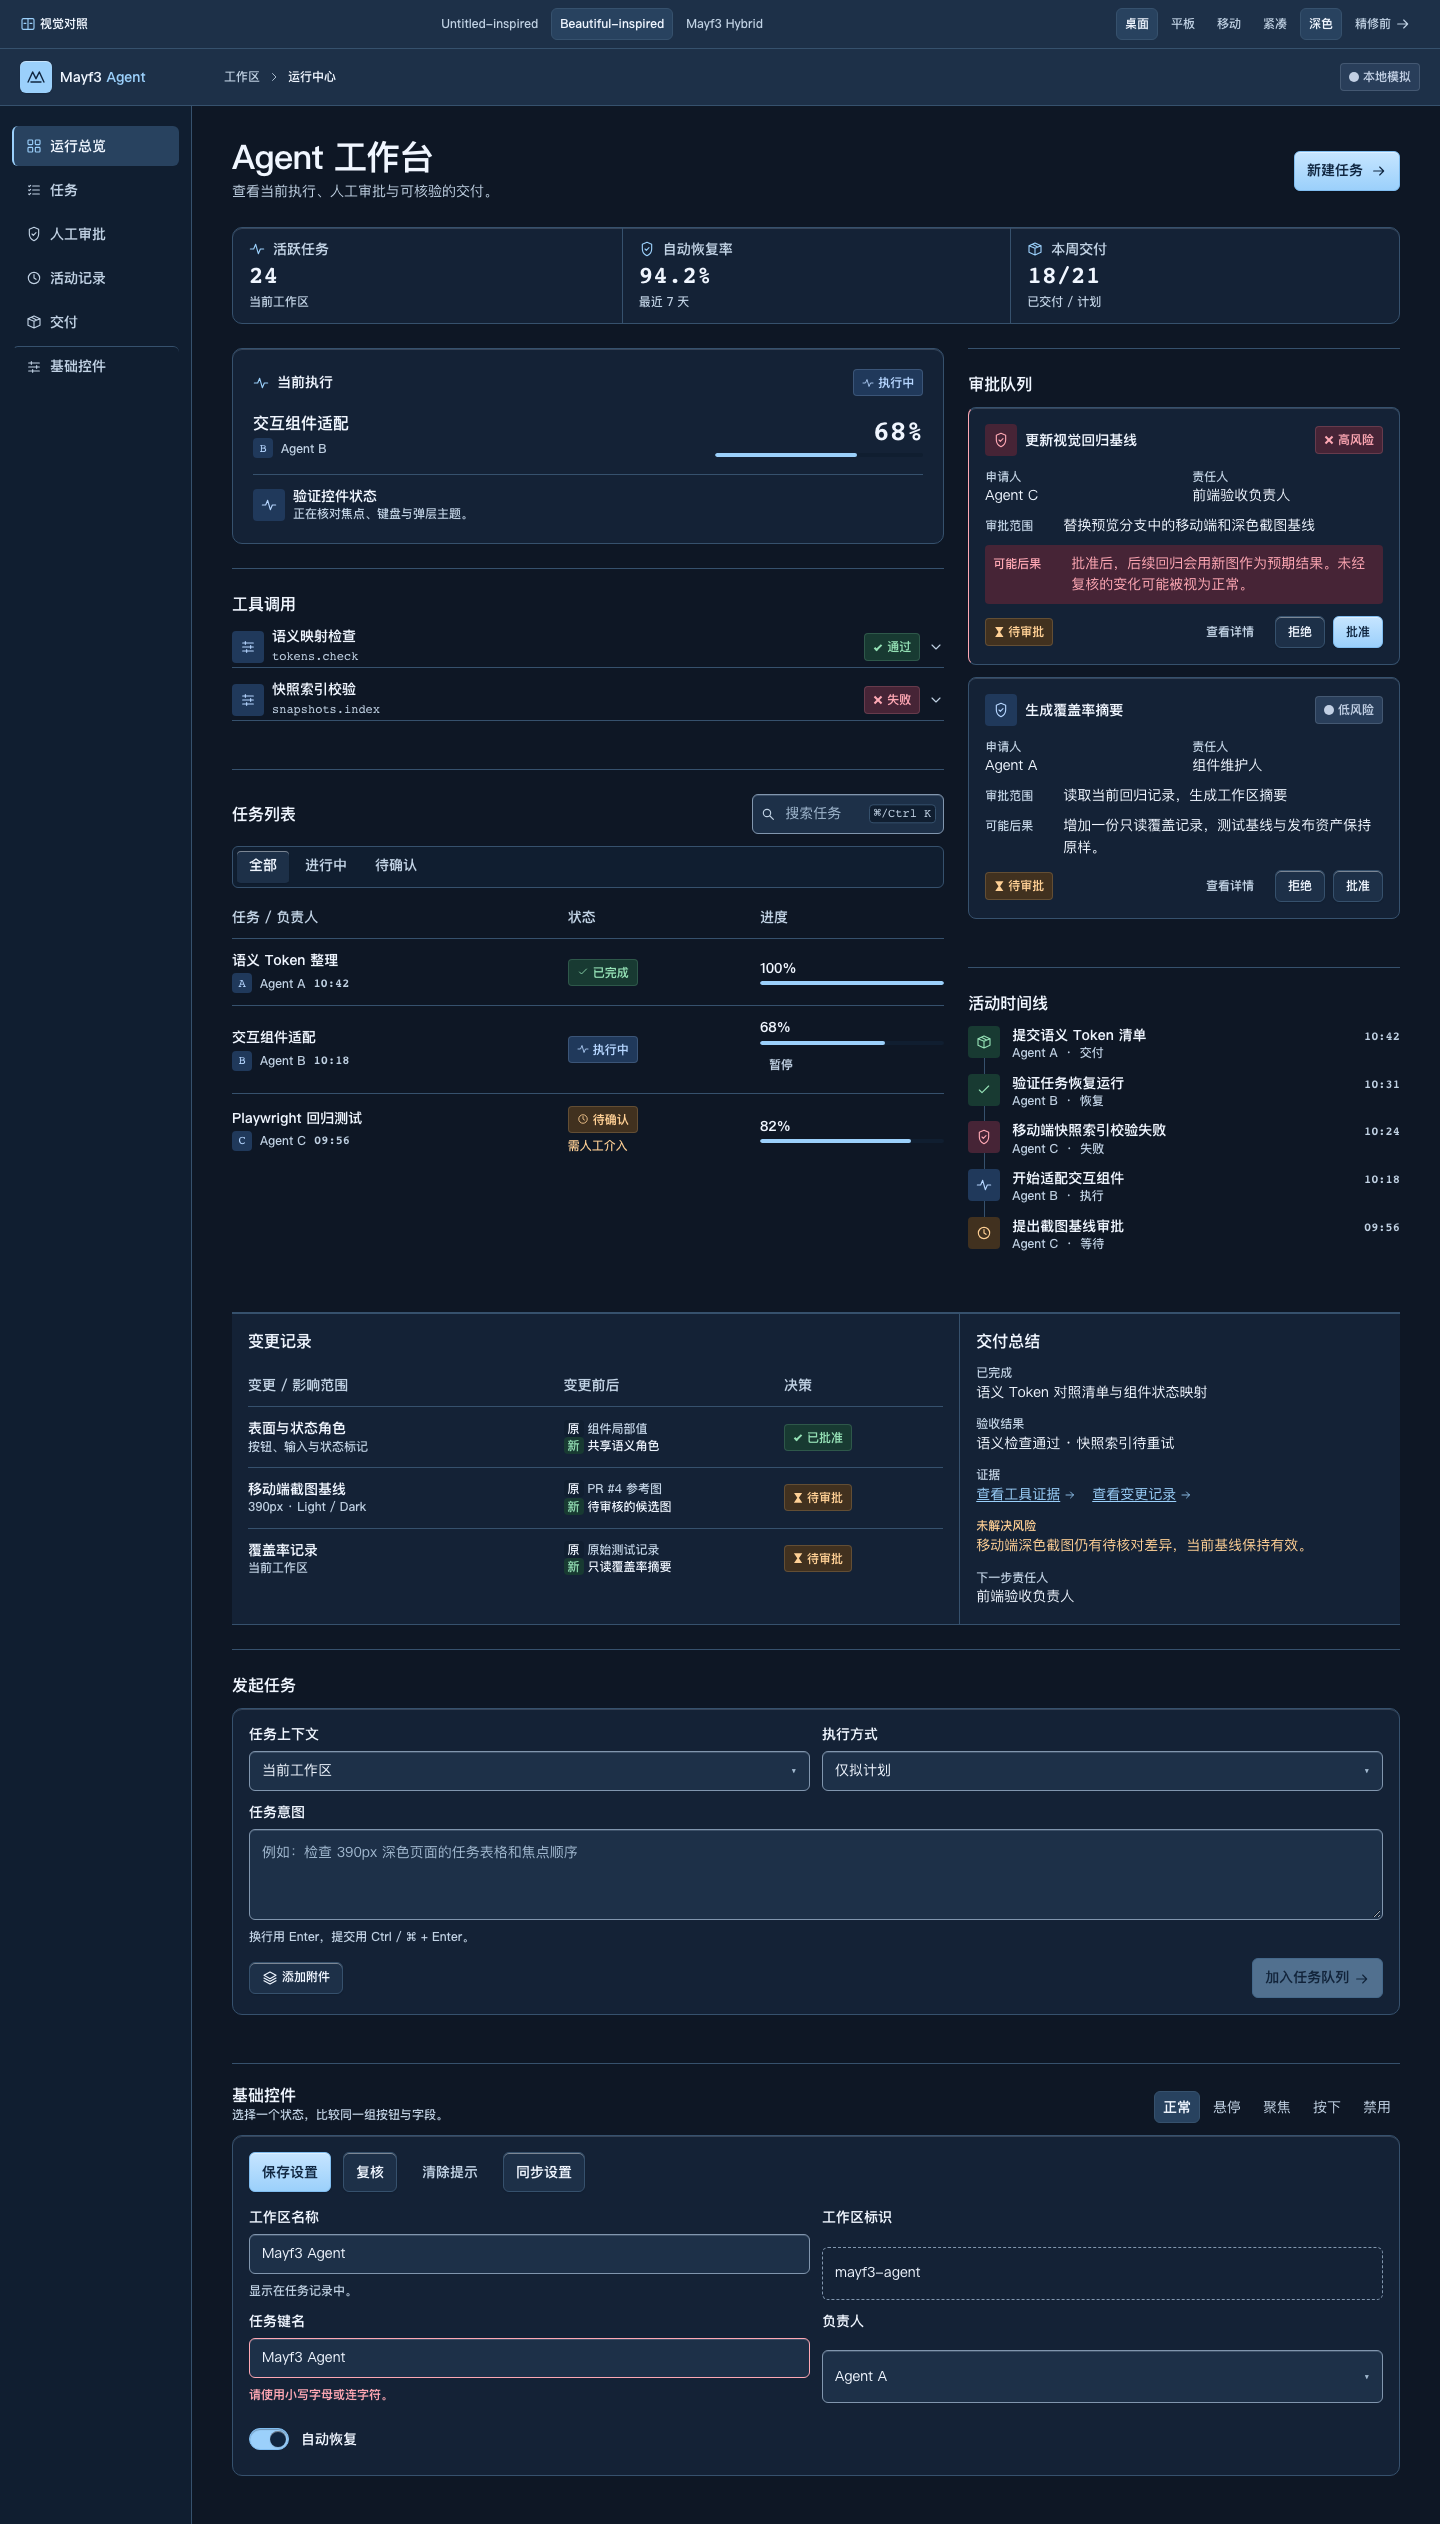 视觉对照
Untitled-inspired
Beautiful-inspired
Mayf3 Hybrid
桌面
平板
移动
紧凑
深色
精修前 →
Mayf3 Agent
工作区 > 运行中心
本地模拟
运行总览
任务
人工审批
活动记录
交付
基础控件
Agent 工作台
查看当前执行、人工审批与可核验的交付。
新建任务 →
活跃任务
24
当前工作区
自动恢复率
94.2%
最近 7 天
本周交付
18/21
已交付 / 计划
当前执行
执行中
交互组件适配
B Agent B
68%
验证控件状态
正在核对焦点、键盘与弹层主题。
工具调用
语义映射检查
tokens.check
通过
快照索引校验
snapshots.index
失败
任务列表
搜索任务 ⌘/Ctrl K
全部
进行中
待确认
任务 / 负责人
状态
进度
语义 Token 整理
A Agent A 10:42
已完成
100%
交互组件适配
B Agent B 10:18
执行中
68%
暂停
Playwright 回归测试
C Agent C 09:56
待确认
需人工介入
82%
审批队列
更新视觉回归基线
高风险
申请人
Agent C
责任人
前端验收负责人
审批范围 替换预览分支中的移动端和深色截图基线
可能后果 批准后，后续回归会用新图作为预期结果。未经
复核的变化可能被视为正常。
待审批
查看详情
拒绝
批准
生成覆盖率摘要
低风险
申请人
Agent A
责任人
组件维护人
审批范围 读取当前回归记录，生成工作区摘要
可能后果 增加一份只读覆盖记录，测试基线与发布资产保持
原样。
待审批
查看详情
拒绝
批准
活动时间线
提交语义 Token 清单 10:42
Agent A · 交付
验证任务恢复运行 10:31
Agent B · 恢复
移动端快照索引校验失败 10:24
Agent C · 失败
开始适配交互组件 10:18
Agent B · 执行
提出截图基线审批 09:56
Agent C · 等待
变更记录
变更 / 影响范围
变更前后
决策
表面与状态角色
按钮、输入与状态标记
原 组件局部值
新 共享语义角色
已批准
移动端截图基线
390px · Light / Dark
原 PR #4 参考图
新 待审核的候选图
待审批
覆盖率记录
当前工作区
原 原始测试记录
新 只读覆盖率摘要
待审批
交付总结
已完成
语义 Token 对照清单与组件状态映射
验收结果
语义检查通过 · 快照索引待重试
证据
查看工具证据 → 查看变更记录 →
未解决风险
移动端深色截图仍有待核对差异，当前基线保持有效。
下一步责任人
前端验收负责人
发起任务
任务上下文
当前工作区
执行方式
仅拟计划
任务意图
例如：检查 390px 深色页面的任务表格和焦点顺序
换行用 Enter，提交用 Ctrl / ⌘ + Enter。
添加附件
加入任务队列 →
基础控件
选择一个状态，比较同一组按钮与字段。
正常
悬停
聚焦
按下
禁用
保存设置
复核
清除提示
同步设置
工作区名称
Mayf3 Agent
显示在任务记录中。
工作区标识
mayf3-agent
任务键名
Mayf3 Agent
请使用小写字母或连字符。
负责人
Agent A
自动恢复